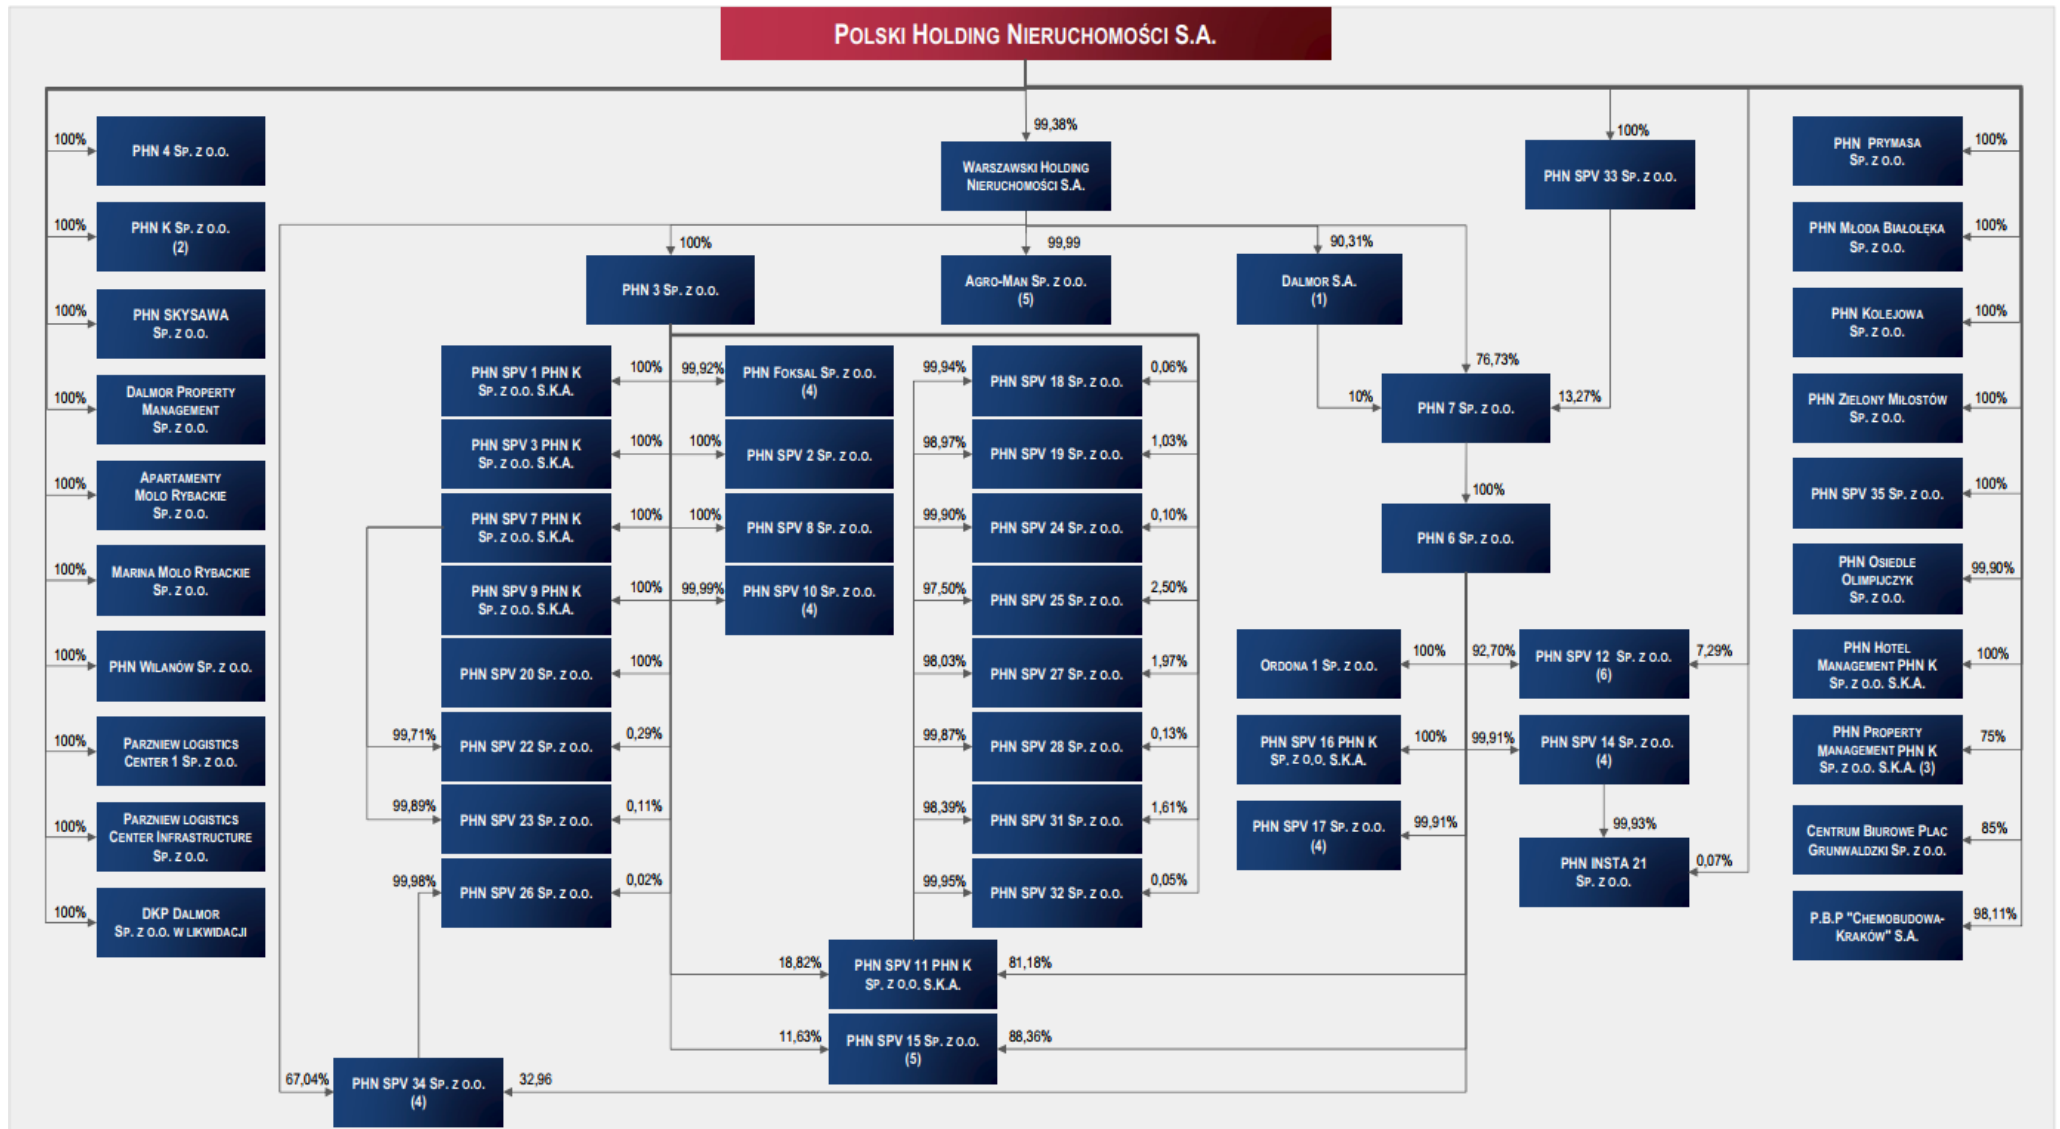 POLSKI HOLDING NIERUCHOMOŚCI S.A.
100%
PHN 4 SP. Z O.O.
100%
PHN K SP. Z O.O.
(2)
100%
PHN SKYSAWA
SP. Z O.O.
100%
DALMOR PROPERTY
MANAGEMENT
SP. Z O.O.
100%
APARTAMENTY
MOLO RYBACKIE
SP. Z O.O.
100%
MARINA MOLO RYBACKIE
SP. Z O.O.
100%
PHN WILANÓW SP. Z O.O.
100%
PARZNIEW LOGISTICS
CENTER 1 SP. Z O.O.
100%
PARZNIEW LOGISTICS
CENTER INFRASTRUCTURE
SP. Z O.O.
100%
DKP DALMOR
SP. Z O.O. W LIKWIDACJI
99,38%
WARSZAWSKI HOLDING
NIERUCHOMOŚCI S.A.
100%
PHN SPV 33 SP. Z O.O.
100%
PHN 3 SP. Z O.O.
99,99
AGRO-MAN SP. Z O.O.
(5)
90,31%
DALMOR S.A.
(1)
76,73%
10%
PHN 7 SP. Z O.O.
13,27%
100%
PHN 6 SP. Z O.O.
PHN SPV 1 PHN K
SP. Z O.O. S.K.A.
100%
99,92%
PHN FOKSAL SP. Z O.O.
(4)
PHN SPV 3 PHN K
SP. Z O.O. S.K.A.
100%
100%
PHN SPV 2 SP. Z O.O.
PHN SPV 7 PHN K
SP. Z O.O. S.K.A.
100%
100%
PHN SPV 8 SP. Z O.O.
PHN SPV 9 PHN K
SP. Z O.O. S.K.A.
100%
99,99%
PHN SPV 10 SP. Z O.O.
(4)
PHN SPV 20 SP. Z O.O.
100%
99,71%
PHN SPV 22 SP. Z O.O.
0,29%
99,89%
PHN SPV 23 SP. Z O.O.
0,11%
99,98%
PHN SPV 26 SP. Z O.O.
0,02%
99,94%
PHN SPV 18 SP. Z O.O.
0,06%
98,97%
PHN SPV 19 SP. Z O.O.
1,03%
99,90%
PHN SPV 24 SP. Z O.O.
0,10%
97,50%
PHN SPV 25 SP. Z O.O.
2,50%
98,03%
PHN SPV 27 SP. Z O.O.
1,97%
99,87%
PHN SPV 28 SP. Z O.O.
0,13%
98,39%
PHN SPV 31 SP. Z O.O.
1,61%
99,95%
PHN SPV 32 SP. Z O.O.
0,05%
18,82%
PHN SPV 11 PHN K
SP. Z O.O. S.K.A.
81,18%
11,63%
PHN SPV 15 SP. Z O.O.
(5)
88,36%
67,04%
PHN SPV 34 SP. Z O.O.
(4)
32,96
ORDONA 1 SP. Z O.O.
100%
92,70%
PHN SPV 12 SP. Z O.O.
(6)
7,29%
PHN SPV 16 PHN K
SP. Z O.O. S.K.A.
100%
99,91%
PHN SPV 14 SP. Z O.O.
(4)
PHN SPV 17 SP. Z O.O.
(4)
99,91%
99,93%
PHN INSTA 21
SP. Z O.O.
0,07%
PHN PRYMASA
SP. Z O.O.
100%
PHN MŁODA BIAŁOŁĘKA
SP. Z O.O.
100%
PHN KOLEJOWA
SP. Z O.O.
100%
PHN ZIELONY MIŁOSTÓW
SP. Z O.O.
100%
PHN SPV 35 SP. Z O.O.
100%
PHN OSIEDLE
OLIMPIJCZYK
SP. Z O.O.
99,90%
PHN HOTEL
MANAGEMENT PHN K
SP. Z O.O. S.K.A.
100%
PHN PROPERTY
MANAGEMENT PHN K
SP. Z O.O. S.K.A. (3)
75%
CENTRUM BIUROWE PLAC
GRUNWALDZKI SP. Z O.O.
85%
P.B.P "CHEMOBUDOWA-
KRAKÓW" S.A.
98,11%